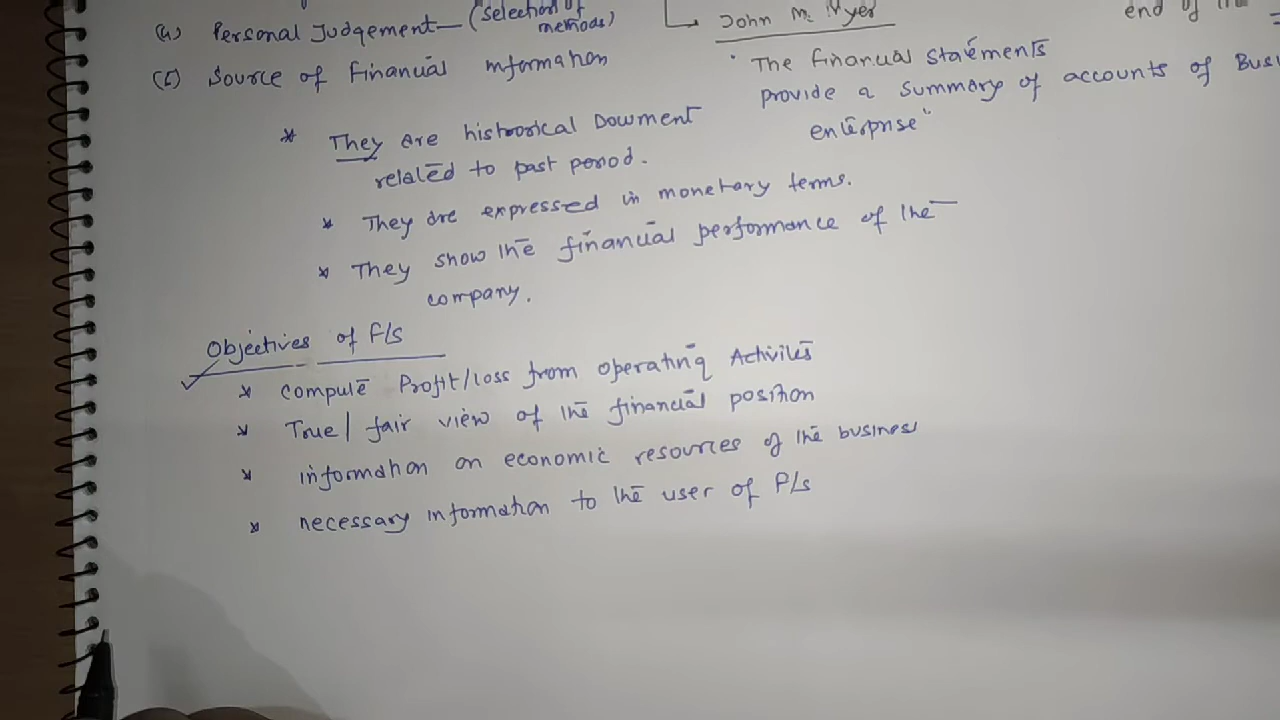 Personal Judgement— (selection of
methods)
John M. Myer
end of
Source of Financial information
"The financial statements
provide a summary of accounts of Busi
enterprise"
* They are historical Document
related to past period.
* They are expressed in monetary terms.
* They show the financial performance of the
company.
Objectives of F/s
* compute Profit/loss from operating Activities
* True/ fair view of the financial position
* information on economic resources of the business
* necessary information to the user of F/s